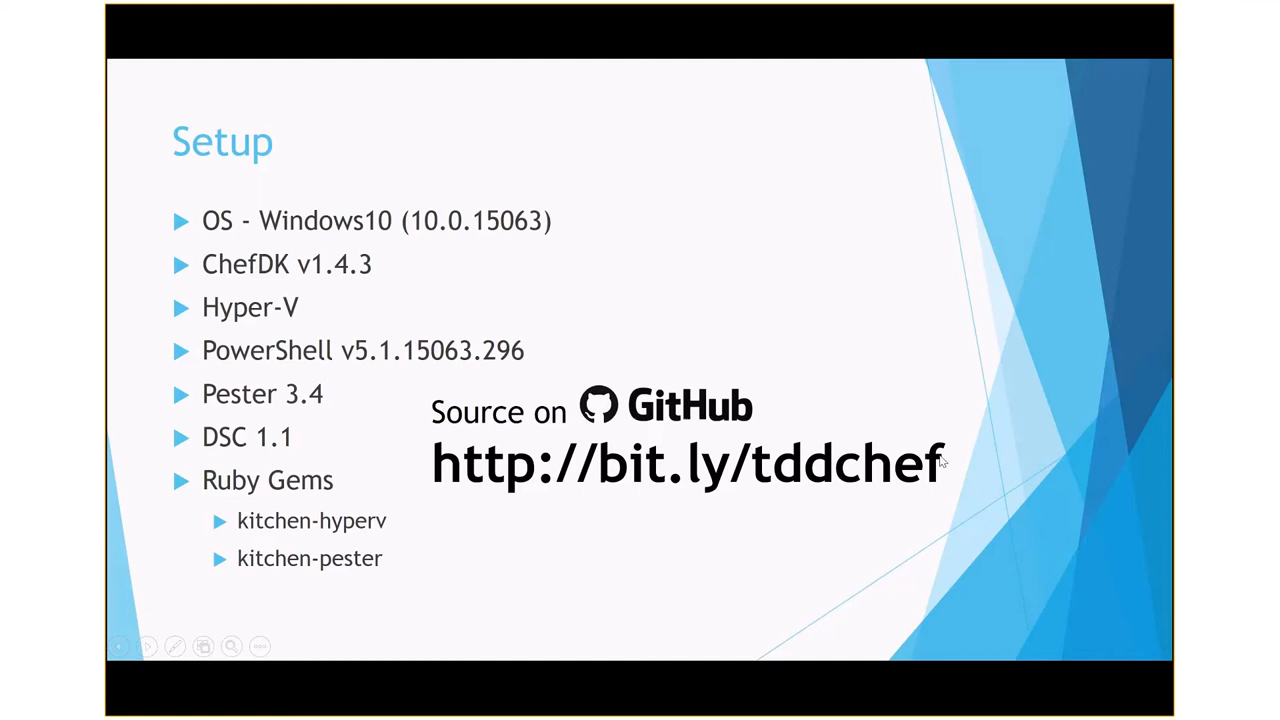 Setup
OS - Windows10 (10.0.15063)
ChefDK v1.4.3
Hyper-V
PowerShell v5.1.15063.296
Pester 3.4
DSC 1.1
Ruby Gems
kitchen-hyperv
kitchen-pester
Source on GitHub
http://bit.ly/tddchef